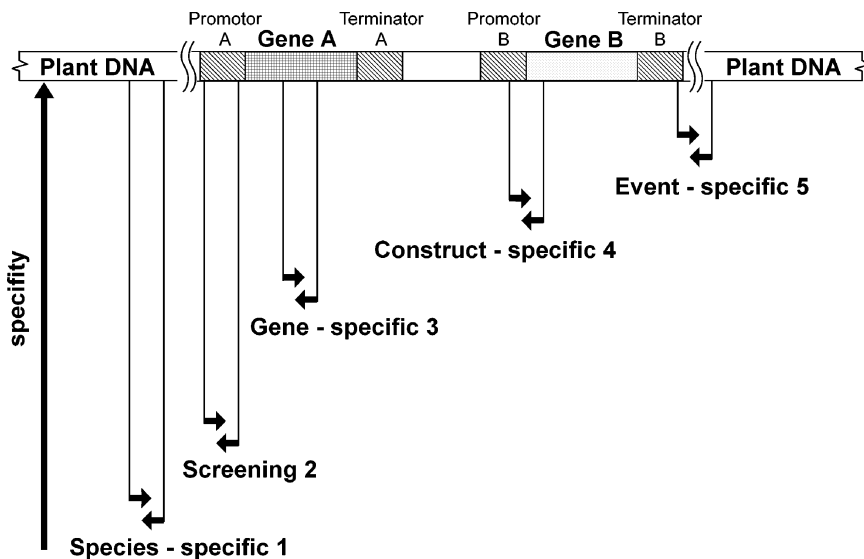 Promotor Terminator Promotor Terminator
A Gene A A B Gene B B
Plant DNA Plant DNA
Event - specific 5
Construct - specific 4
Gene - specific 3
Screening 2
Species - specific 1
specifity